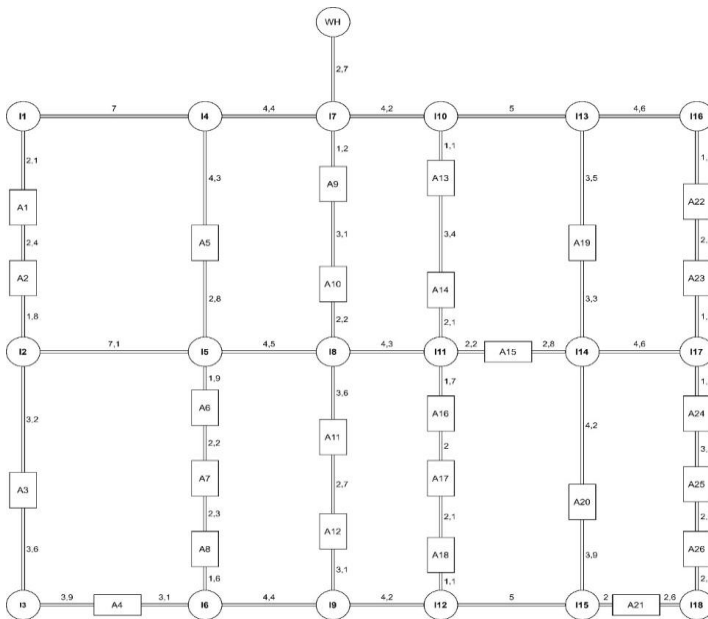 WH
2,7
7 4,4 4,2 5 4,6
I1 I4 I7 I10 I13 I16
2,1 4,3 1,2 1,1 3,5
A9 A13
A1 3,1 3,4 A22
2,4 A5 A19
A2 A10 A14 A23
1,8 2,8 2,2 2,1 3,3
7,1 4,5 4,3 2,2 2,8 4,6
I2 I5 I8 I11 A15 I14 I17
3,2 1,9 3,6 1,7 4,2
A6 A16 A24
2,2 A11 2
A3 A7 2,7 A17 A20 A25
2,3 2,1
3,6 A8 A12 A18 3,9 A26
1,6 3,1 1,1
3,9 3,1 4,4 4,2 5 2 2,6
I3 A4 I6 I9 I12 I15 A21 I18